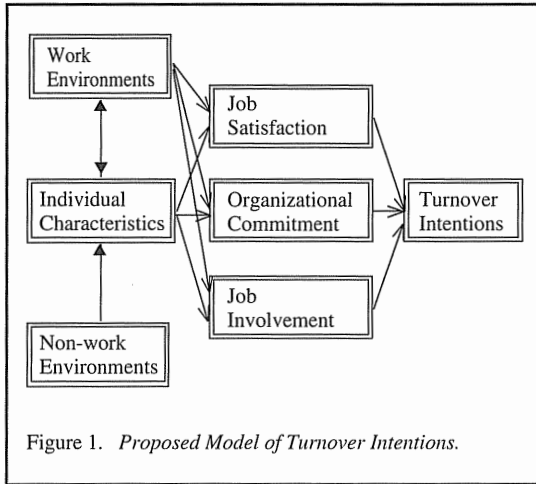 Work
Environments
Job
Satisfaction
Individual
Characteristics
Organizational
Commitment
Turnover
Intentions
Job
Involvement
Non-work
Environments
Figure 1. Proposed Model of Turnover Intentions.